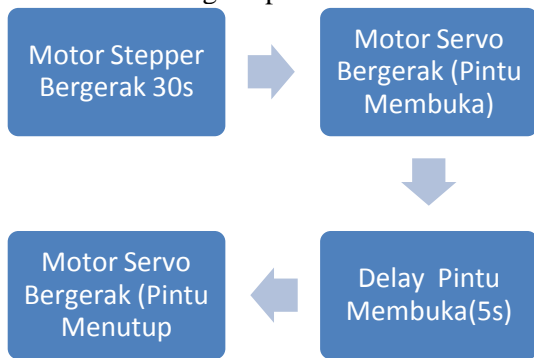 Motor Stepper
Bergerak 30s
Motor Servo
Bergerak (Pintu
Membuka)
Delay Pintu
Membuka(5s)
Motor Servo
Bergerak (Pintu
Menutup